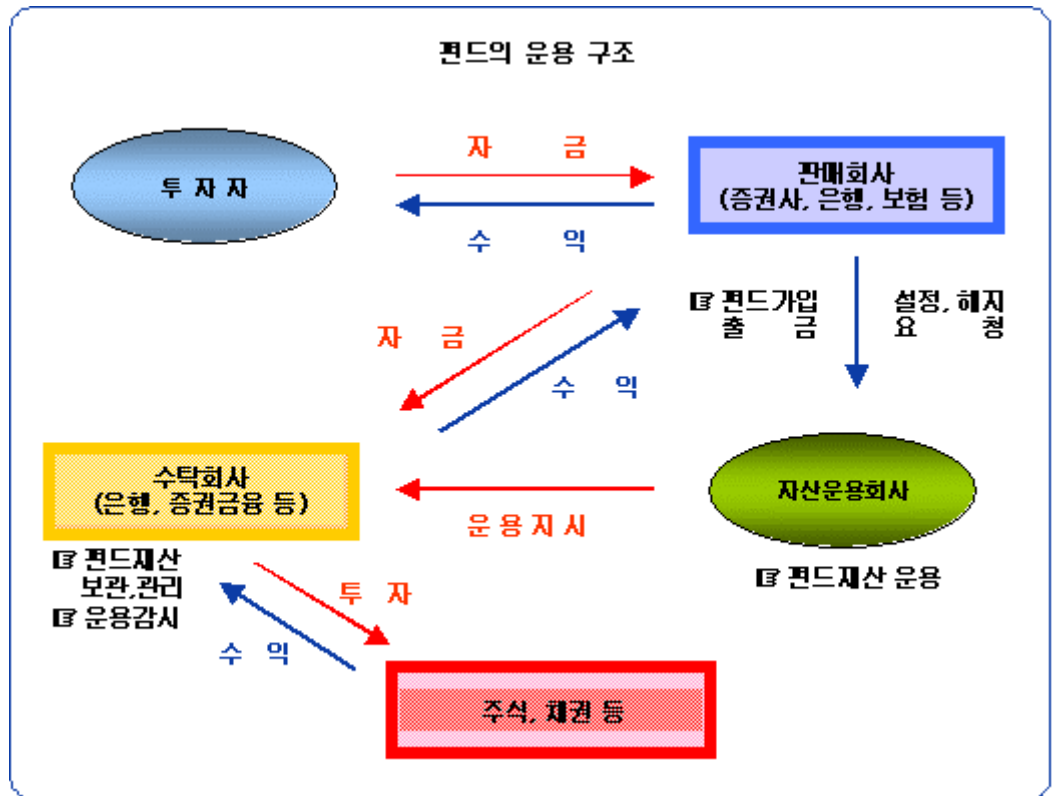 펀드의 운용 구조
자 금
투 자 자
판매회사
(증권사, 은행, 보험 등)
수 익
☞ 펀드가입
출 금
설정, 해지
요 청
자 금
수 익
수탁회사
(은행, 증권금융 등)
자산운용회사
운 용 지 시
☞ 펀드재산
보관,관리
☞ 운용감시
☞ 펀드재산 운용
투 자
수 익
주식, 채권 등